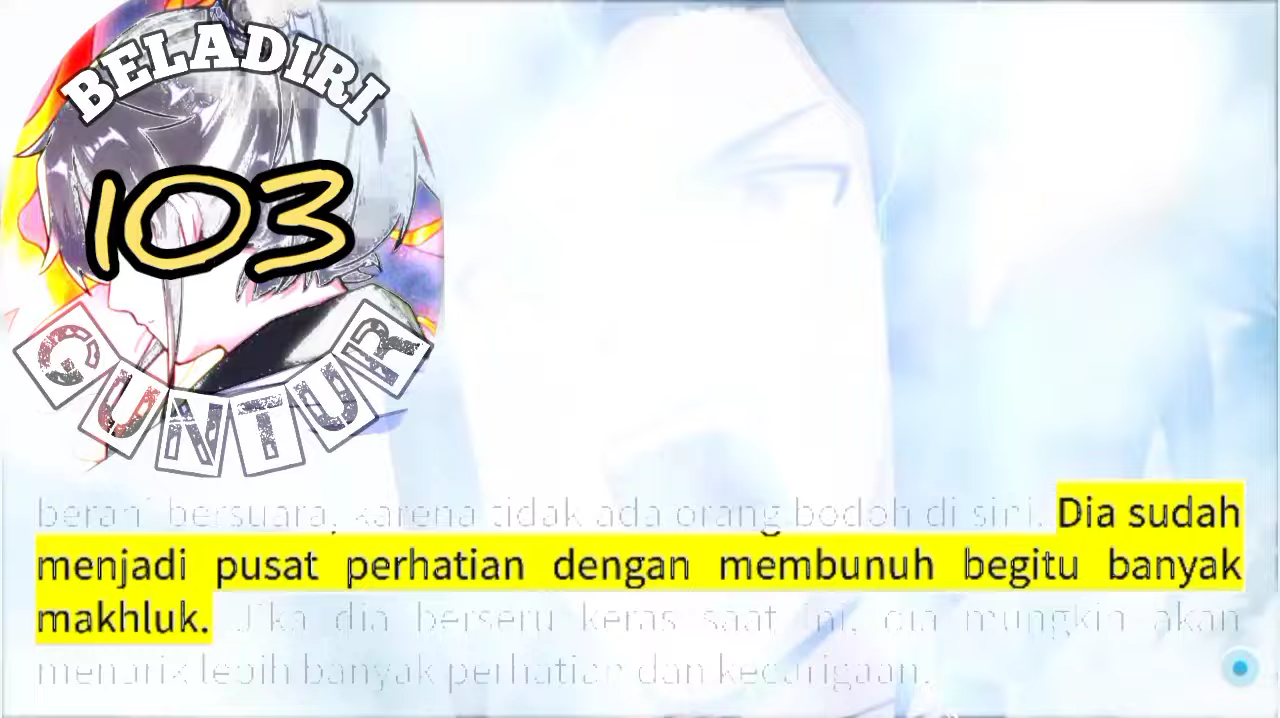 BELADIRI
103
GUNTUR
berani bersuara, karena tidak ada orang bodoh di sini. Dia sudah
menjadi pusat perhatian dengan membunuh begitu banyak
makhluk. Jika dia berseru keras saat ini, dia mungkin akan
menarik lebih banyak perhatian dan kecurigaan.